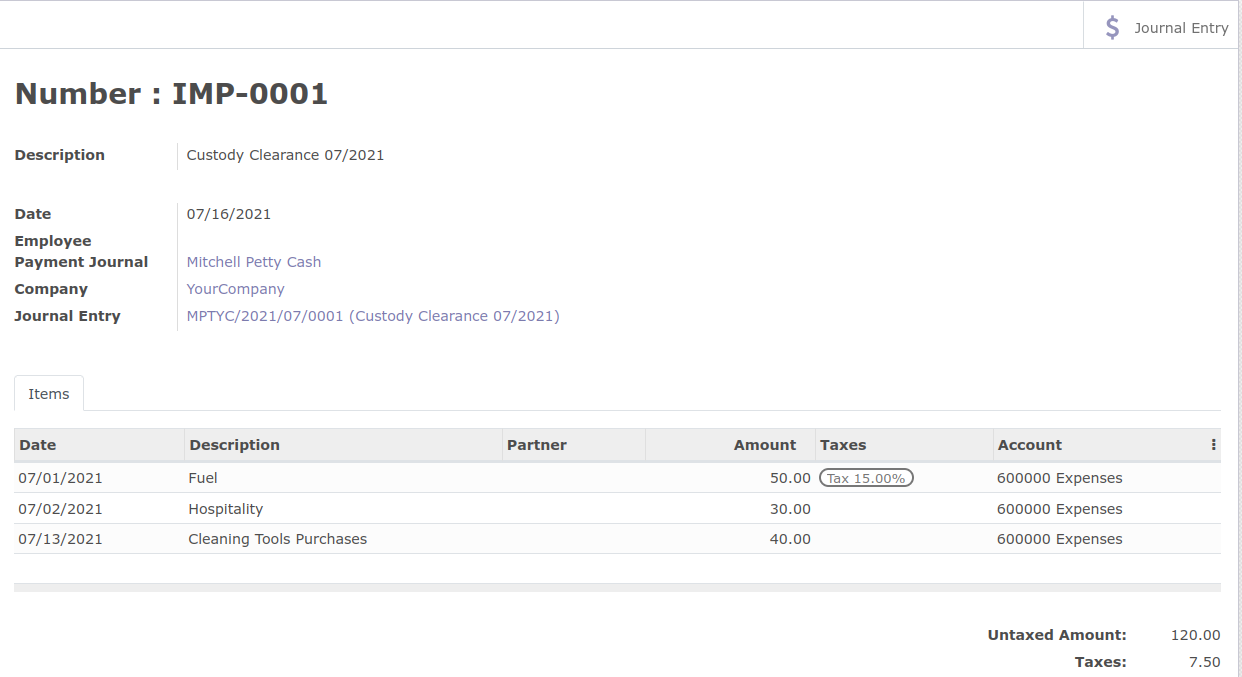 $ Journal Entry
Number : IMP-0001
Description Custody Clearance 07/2021
Date 07/16/2021
Employee
Payment Journal Mitchell Petty Cash
Company YourCompany
Journal Entry MPTYC/2021/07/0001 (Custody Clearance 07/2021)
Items
Date Description Partner Amount Taxes Account
07/01/2021 Fuel 50.00 Tax 15.00% 600000 Expenses
07/02/2021 Hospitality 30.00 600000 Expenses
07/13/2021 Cleaning Tools Purchases 40.00 600000 Expenses
Untaxed Amount: 120.00
Taxes: 7.50